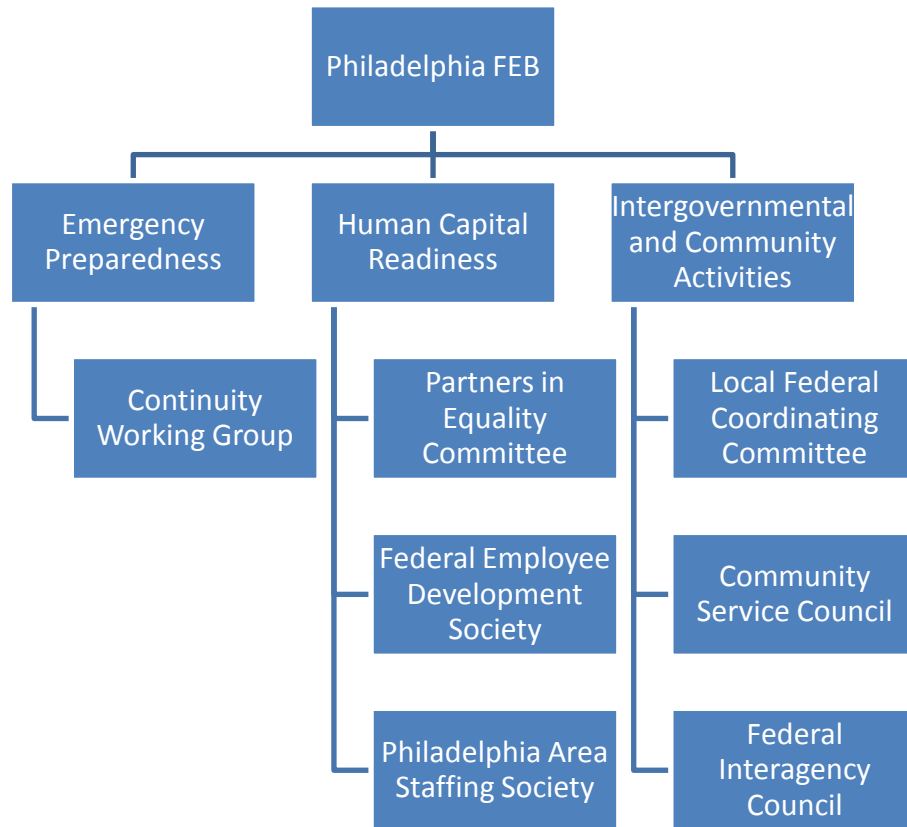 Philadelphia FEB
Emergency
Preparedness
Human Capital
Readiness
Intergovernmental
and Community
Activities
Continuity
Working Group
Partners in
Equality
Committee
Local Federal
Coordinating
Committee
Federal Employee
Development
Society
Community
Service Council
Philadelphia Area
Staffing Society
Federal
Interagency
Council